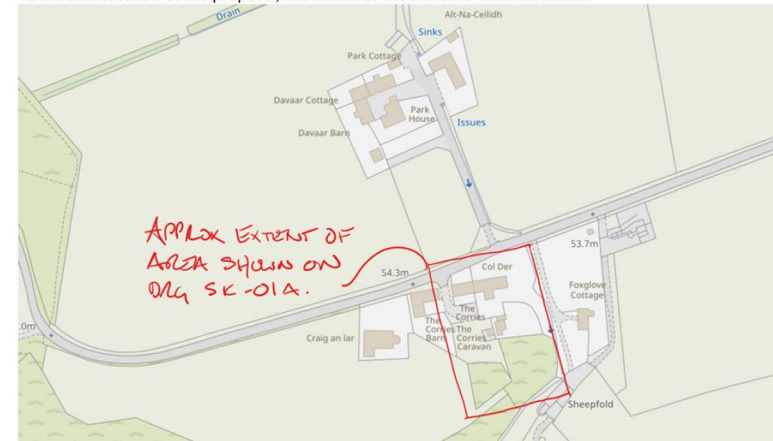 Drain
Alt-Na-Ceilidh
Sinks
Park Cottage
Davaar Cottage
Park
House
Issues
Davaar Barn
APPROX EXTENT OF
AREA SHOWN ON
DRG SK-01A.
54.3m
53.7m
Col Der
Foxglove
Cottage
The
Corries
The
Corries
Barn
The
Corries
Caravan
Craig an lar
.0m
Sheepfold